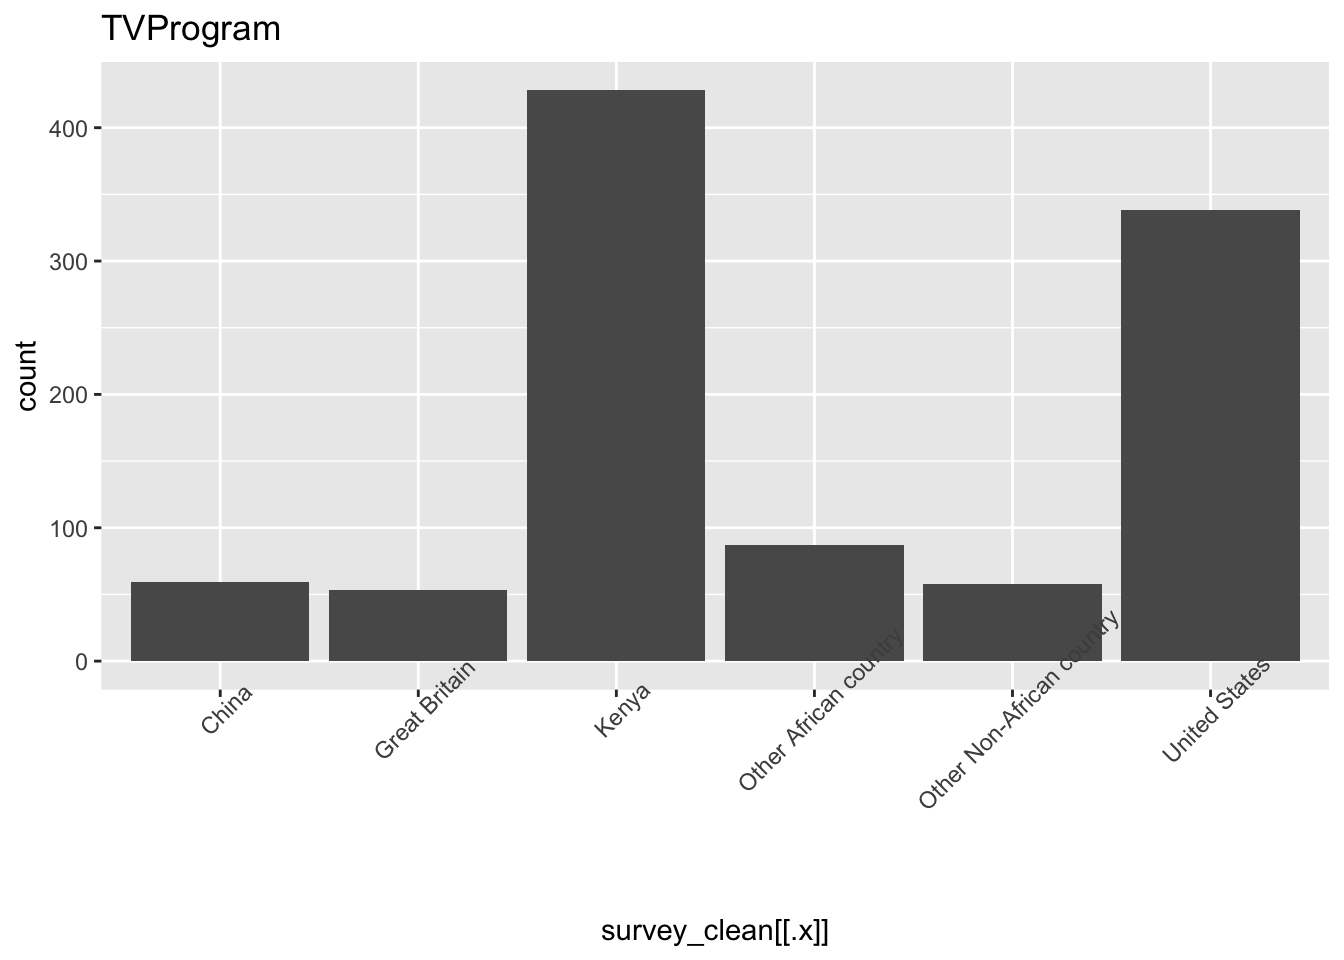 TVProgram
count
400
300
200
100
0
China
Great Britain
Kenya
Other African country
Other Non-African country
United States
survey_clean[[.x]]